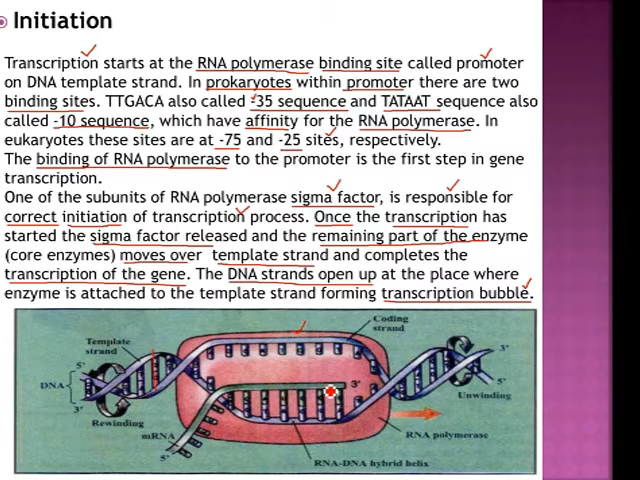 Initiation
Transcription starts at the RNA polymerase binding site called promoter
on DNA template strand. In prokaryotes within promoter there are two
binding sites. TTGACA also called -35 sequence and TATAAT sequence also
called -10 sequence, which have affinity for the RNA polymerase. In
eukaryotes these sites are at -75 and -25 sites, respectively.
The binding of RNA polymerase to the promoter is the first step in gene
transcription.
One of the subunits of RNA polymerase sigma factor, is responsible for
correct initiation of transcription process. Once the transcription has
started the sigma factor released and the remaining part of the enzyme
(core enzymes) moves over template strand and completes the
transcription of the gene. The DNA strands open up at the place where
enzyme is attached to the template strand forming transcription bubble.
Coding
strand
Template
strand
5'
3'
DNA
3'
3'
5'
Rewinding
Unwinding
mRNA
5'
RNA polymerase
RNA-DNA hybrid helix